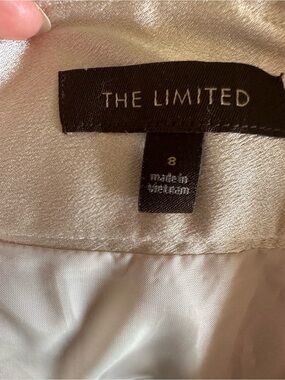 THE LIMITED
8
made in
vietnam